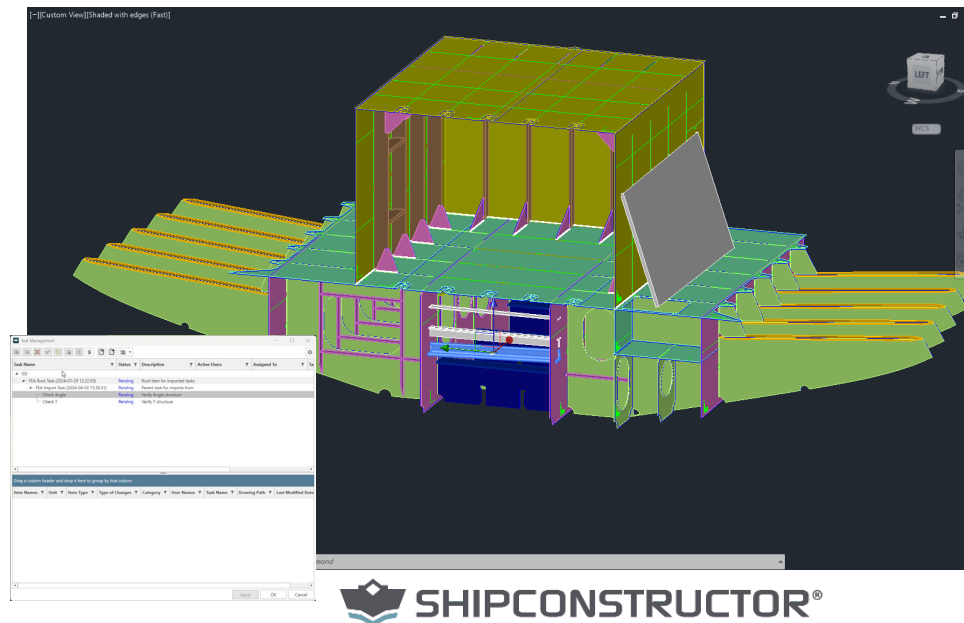 [−][Custom View][Shaded with edges (Fast)]
LEFT
WCS
Task Management
Task Name Status Description Active Users Assigned To
FEA Root Task (2024-01-29 12,22,05) Pending Root item for imported tasks
FEA Import Task (2024-04-02 15,30,31) Pending Parent task for imports from
Check Angle Pending Verify Angle structure
Check T Pending Verify T structure
Drag a column header and drop it here to group by that column
Item Names Unit Item Type Type of Changes Category User Names Task Name Drawing Path Last Modified Date
mand
Apply OK Cancel
SHIPCONSTRUCTOR®